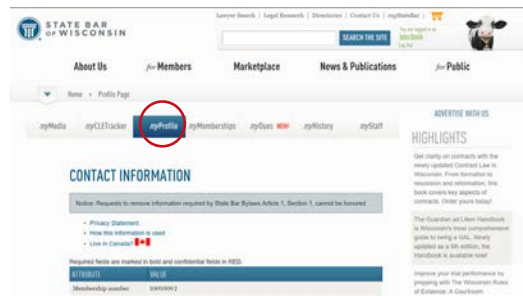 STATE BAR
OF WISCONSIN
Lawyer Search | Legal Research | Directories | Contact Us | myStateBar |
SEARCH THE SITE
You are logged in as
Log Out
About Us
for Members
Marketplace
News & Publications
for Public
Home » Profile Page
myMedia
myCLETracker
myProfile
myMemberships
myDues NEW!
myHistory
myStaff
CONTACT INFORMATION
Notice: Requests to remove information required by State Bar Bylaws Article 1, Section 1, cannot be honored
• Privacy Statement
• How this information is used
• Live in Canada?
Required fields are marked in bold and confidential fields in RED.
ATTRIBUTE VALUE
Membership number
ADVERTISE WITH US
HIGHLIGHTS
Get clarity on contracts with the
newly updated Contract Law in
Wisconsin. From formation to
rescission and reformation, this
book covers key aspects of
contracts. Order yours today!
The Guardian ad Litem Handbook
is Wisconsin's most comprehensive
guide to being a GAL. Newly
updated as a 5th edition, the
Handbook is available now!
Improve your trial performance by
prepping with The Wisconsin Rules
of Evidence: A Courtroom